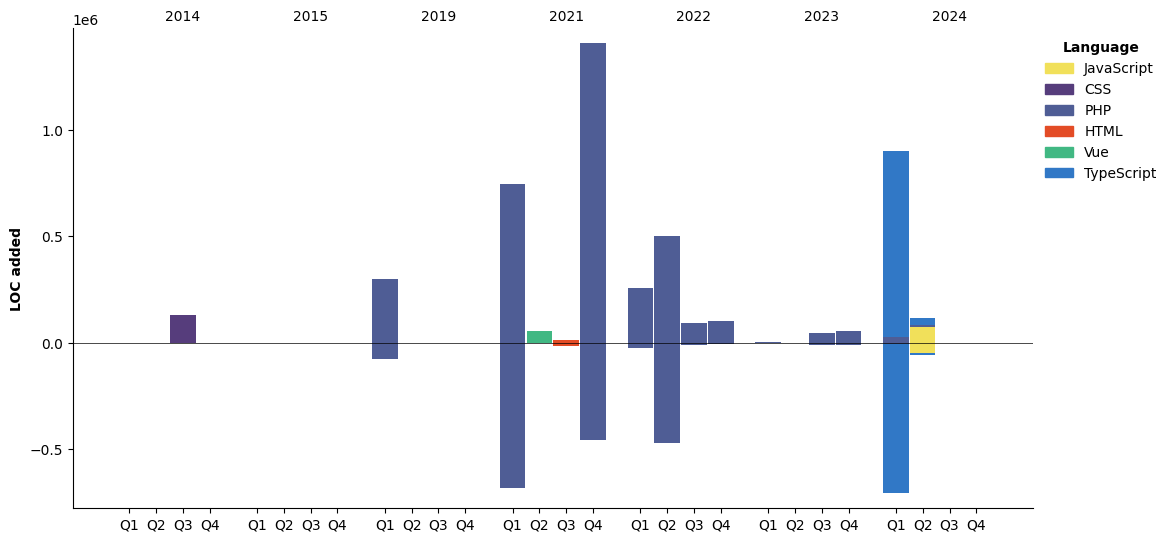 1e6
2014 2015 2019 2021 2022 2023 2024
Language
JavaScript
CSS
PHP
HTML
Vue
TypeScript
LOC added
1.0
0.5
0.0
−0.5
Q1 Q2 Q3 Q4 Q1 Q2 Q3 Q4 Q1 Q2 Q3 Q4 Q1 Q2 Q3 Q4 Q1 Q2 Q3 Q4 Q1 Q2 Q3 Q4 Q1 Q2 Q3 Q4